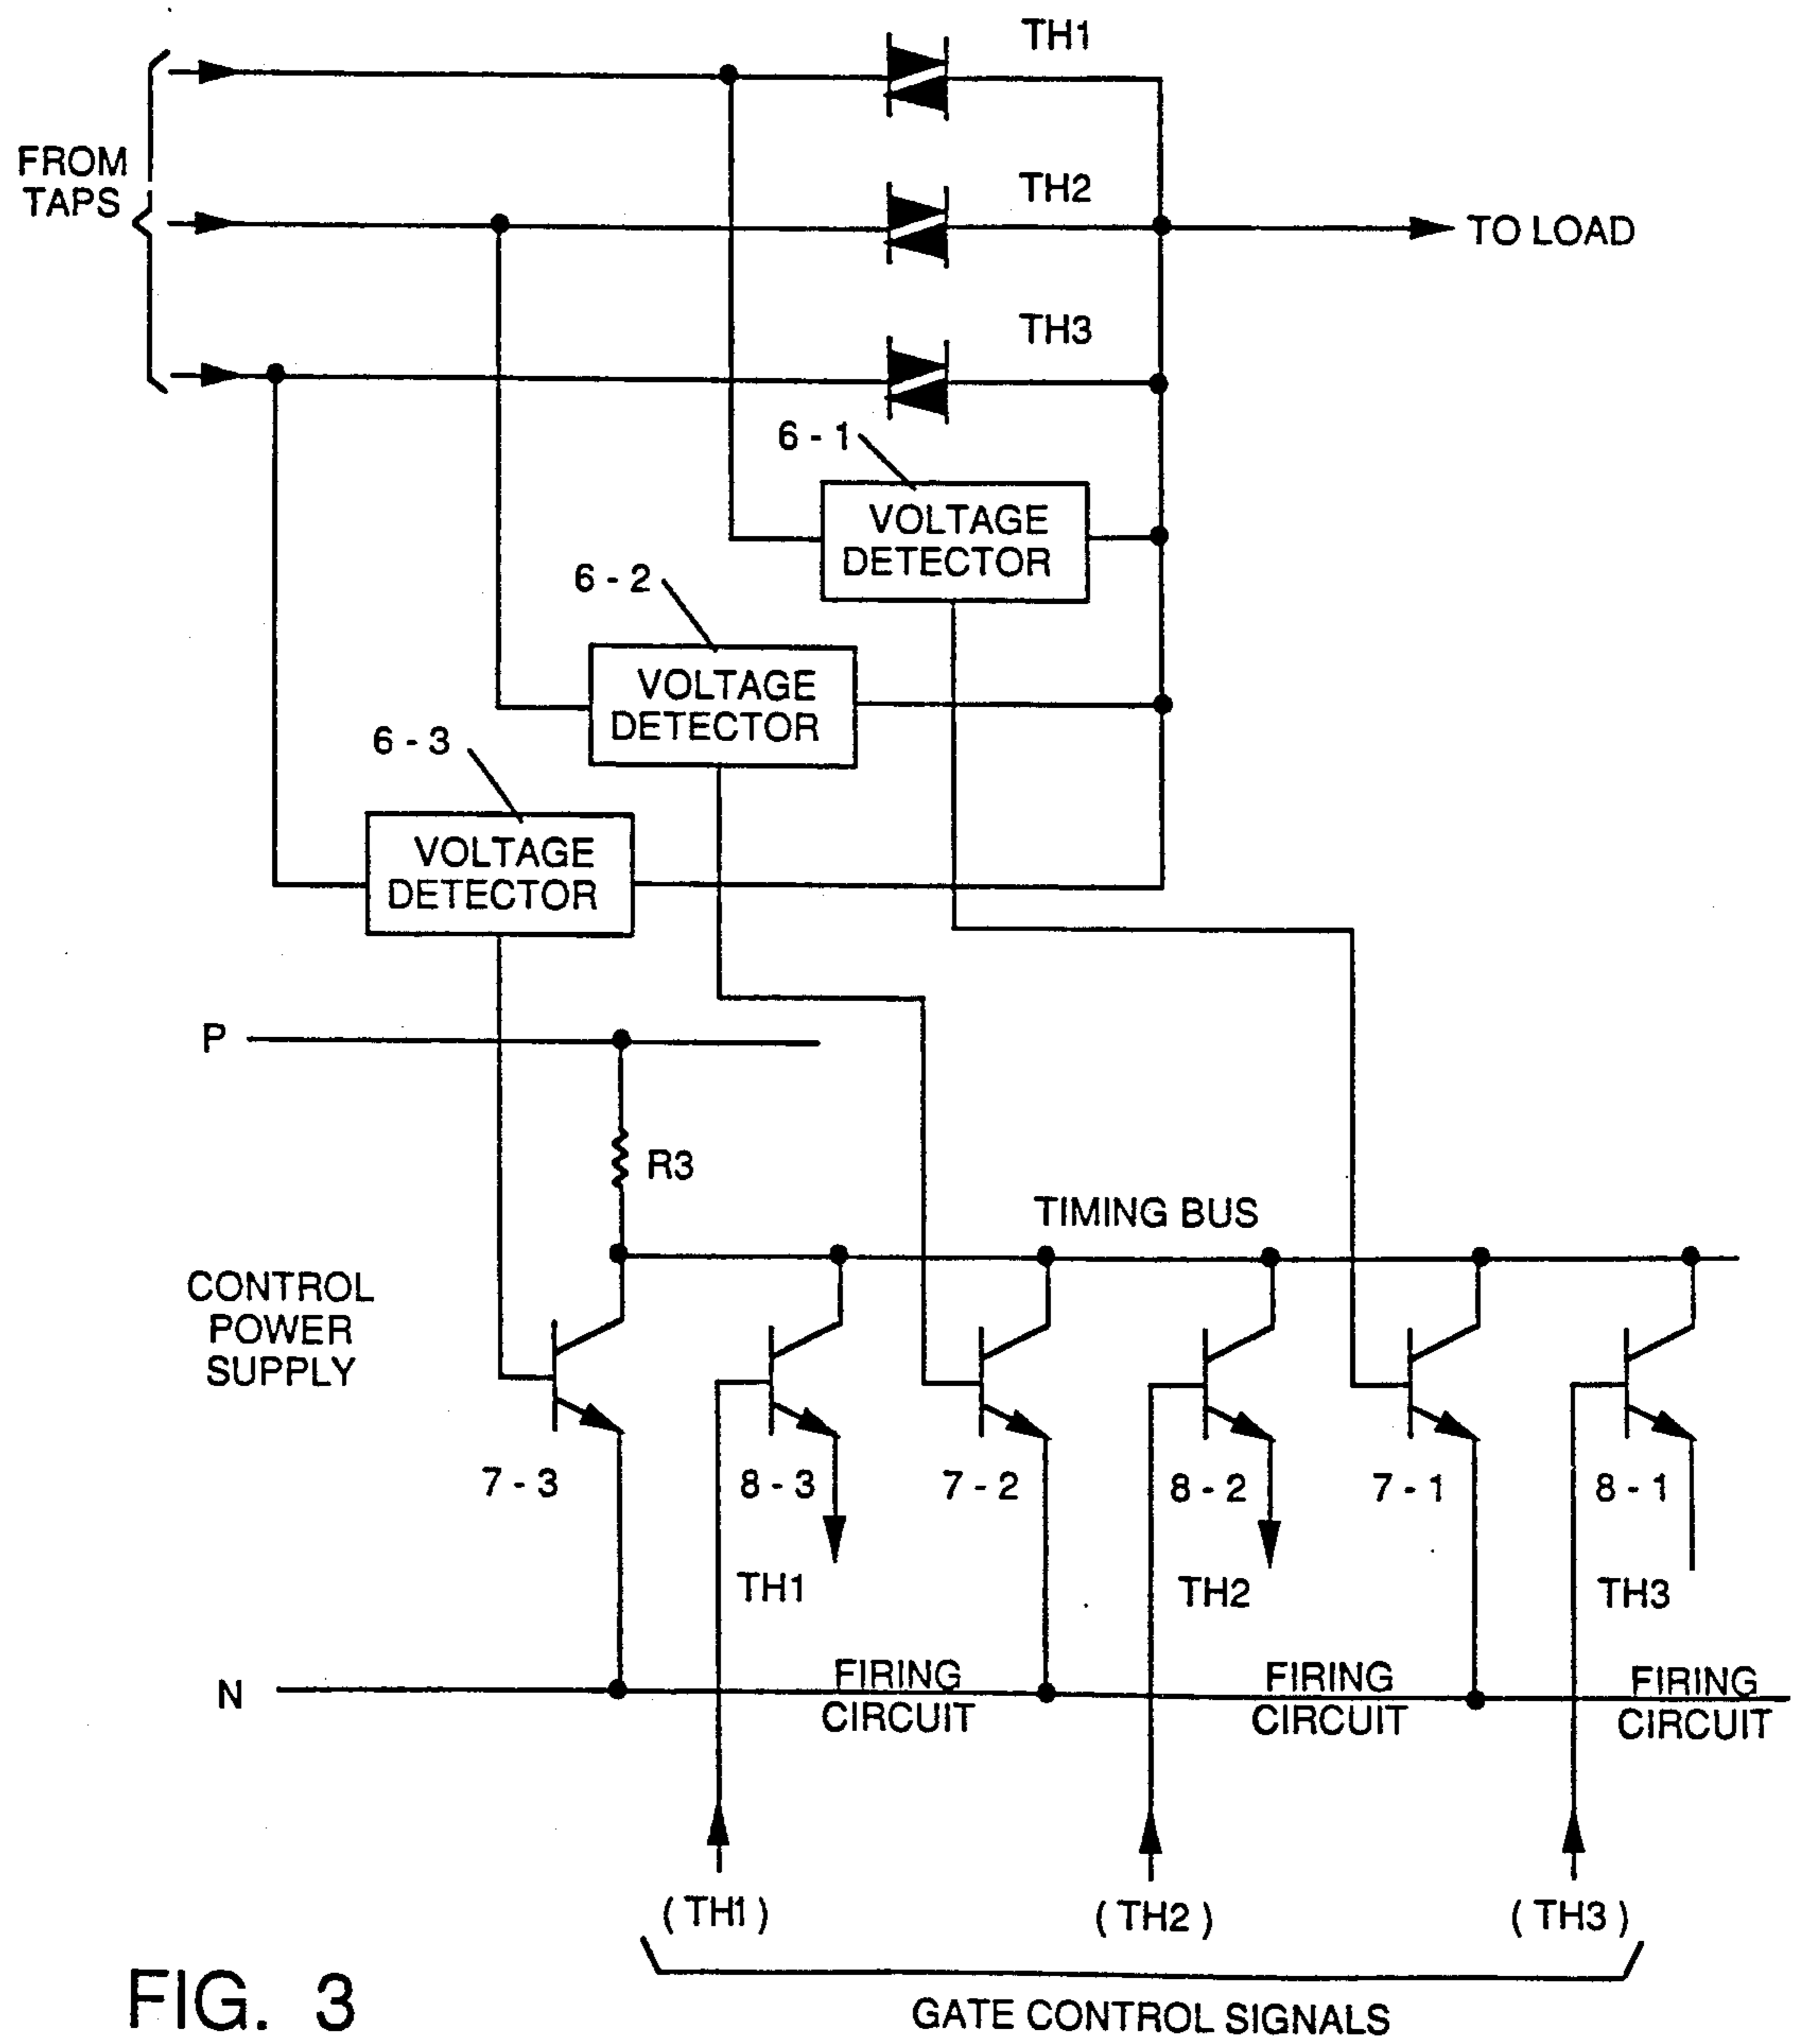 TH1
FROM
TAPS
TH2
TO LOAD
TH3
6 - 1
VOLTAGE
DETECTOR
6 - 2
VOLTAGE
DETECTOR
6 - 3
VOLTAGE
DETECTOR
P
R3
TIMING BUS
CONTROL
POWER
SUPPLY
7 - 3
8 - 3
7 - 2
8 - 2
7 - 1
8 - 1
TH1
TH2
TH3
N
FIRING
CIRCUIT
FIRING
CIRCUIT
FIRING
CIRCUIT
( TH1 )
( TH2 )
( TH3 )
GATE CONTROL SIGNALS
FIG. 3